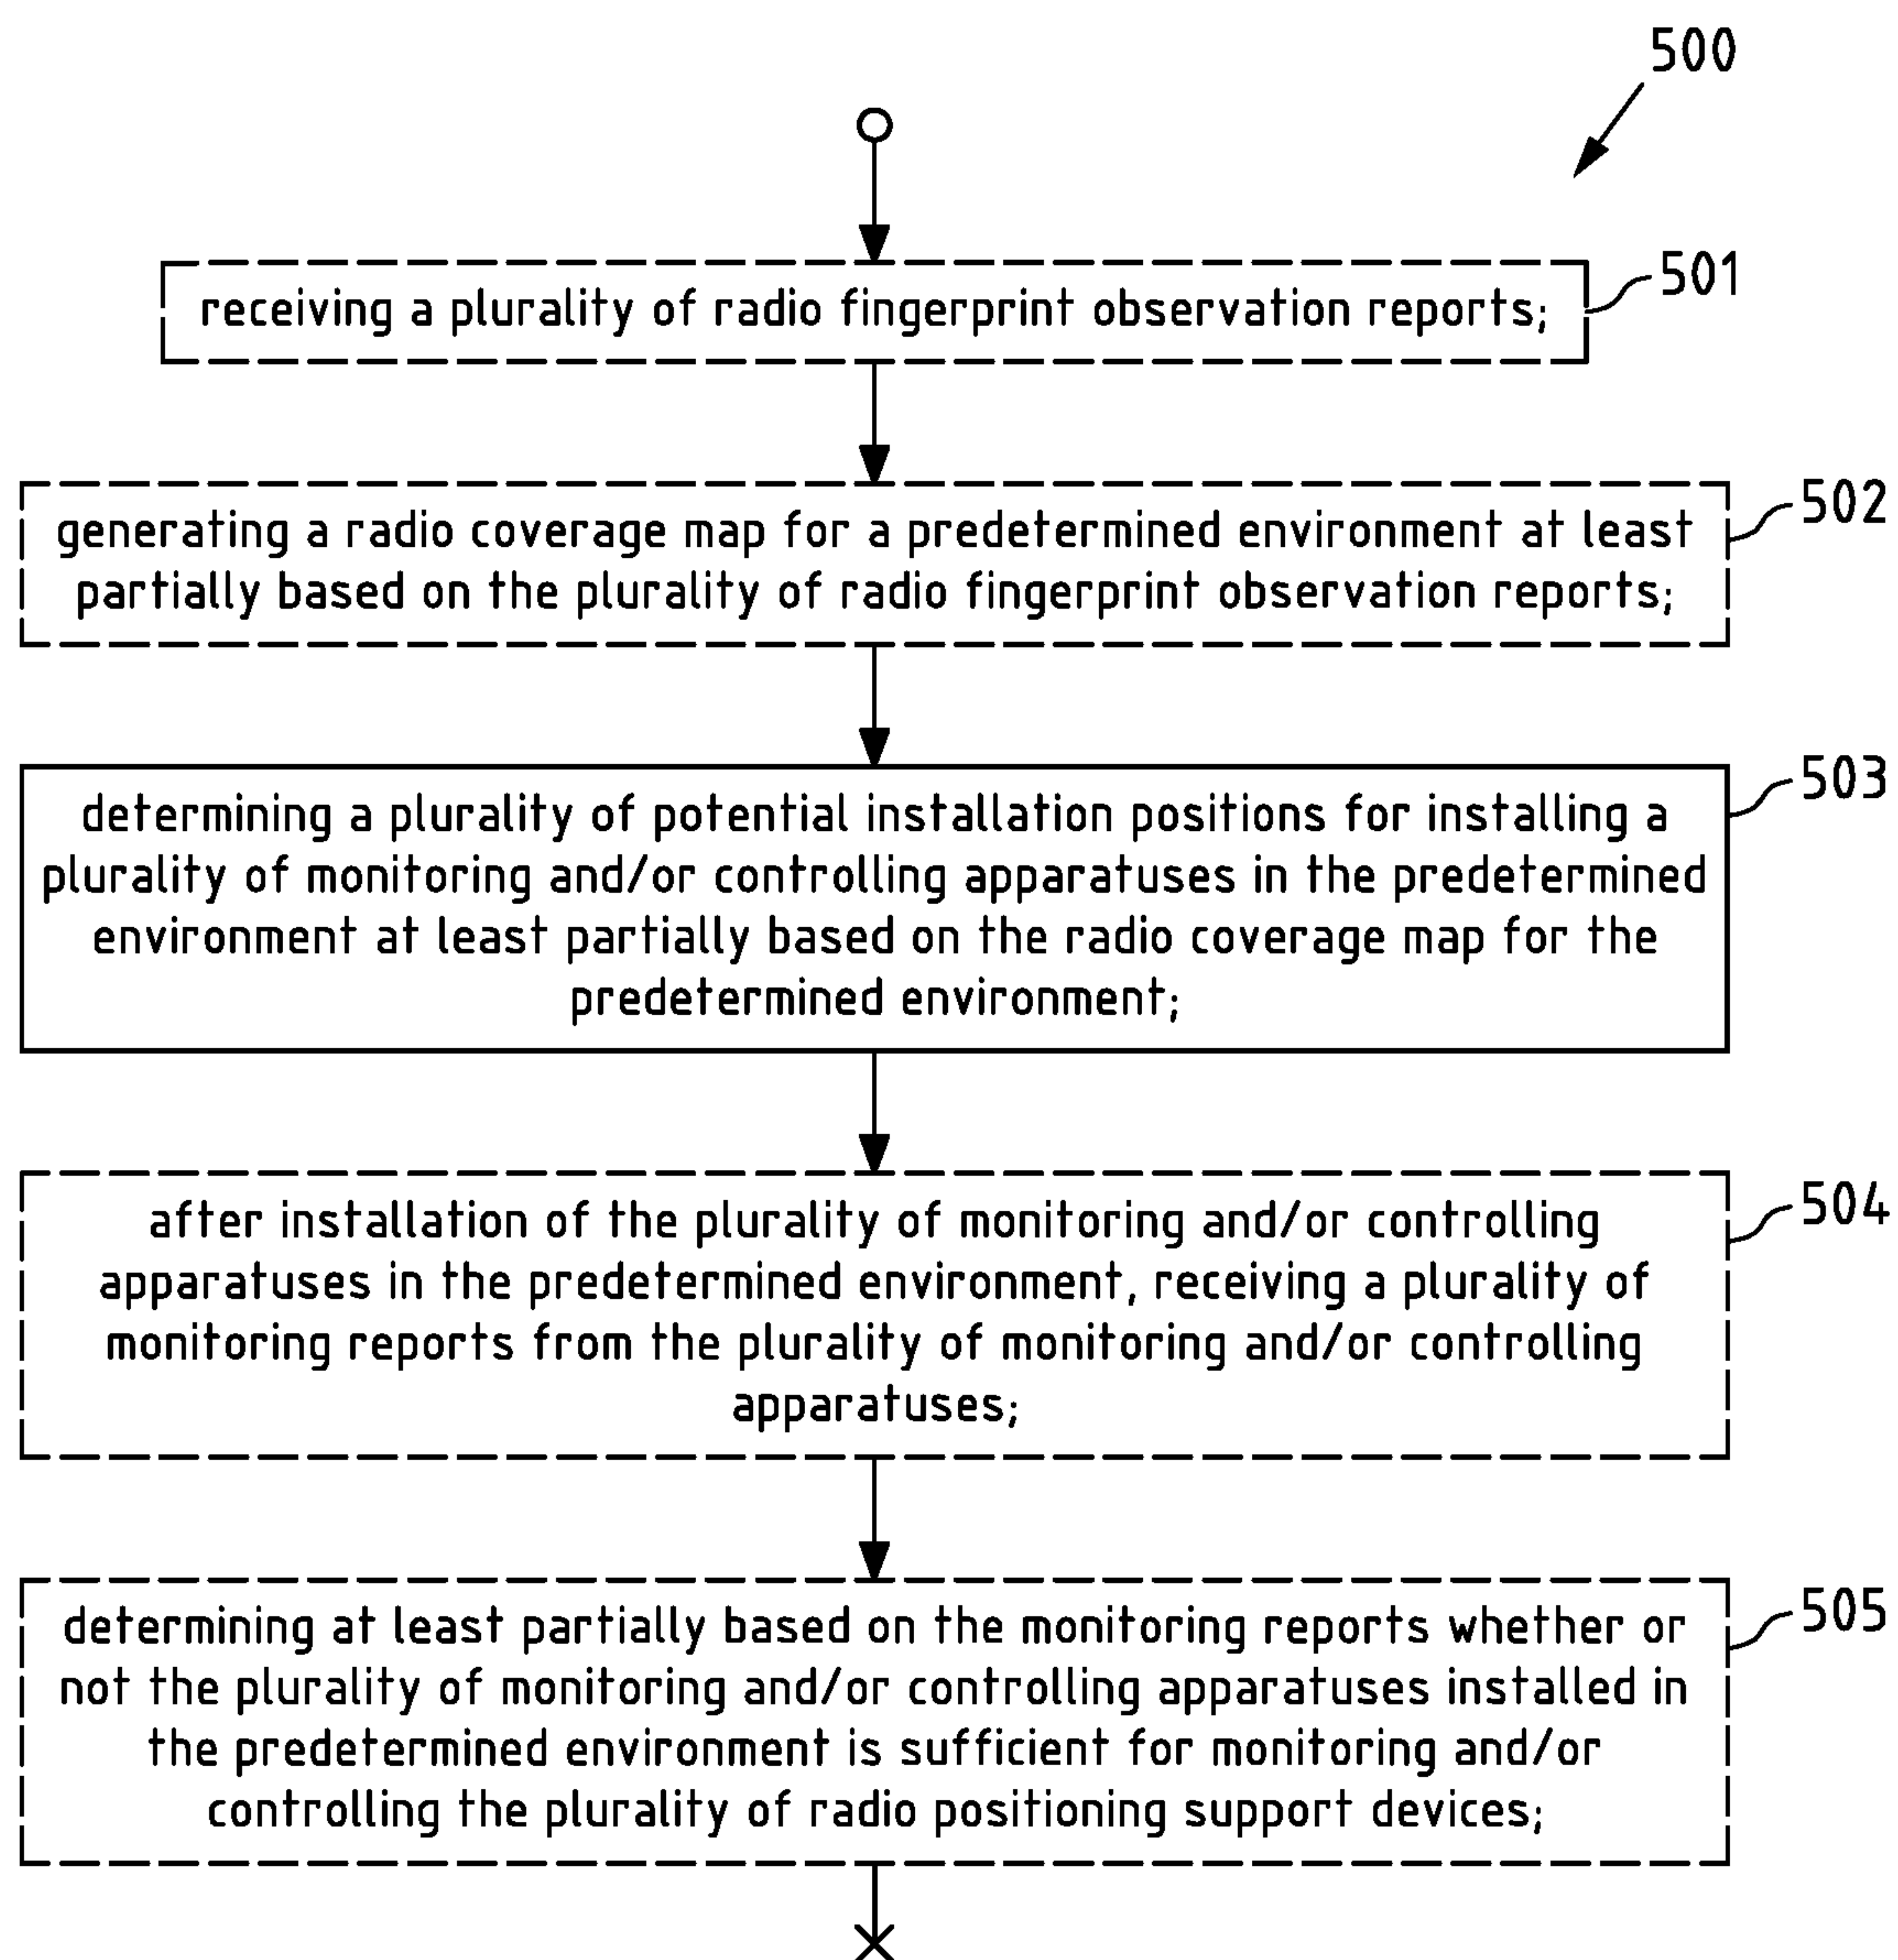 500
receiving a plurality of radio fingerprint observation reports;
501
generating a radio coverage map for a predetermined environment at least
partially based on the plurality of radio fingerprint observation reports;
502
determining a plurality of potential installation positions for installing a
plurality of monitoring and/or controlling apparatuses in the predetermined
environment at least partially based on the radio coverage map for the
predetermined environment;
503
after installation of the plurality of monitoring and/or controlling
apparatuses in the predetermined environment, receiving a plurality of
monitoring reports from the plurality of monitoring and/or controlling
apparatuses;
504
determining at least partially based on the monitoring reports whether or
not the plurality of monitoring and/or controlling apparatuses installed in
the predetermined environment is sufficient for monitoring and/or
controlling the plurality of radio positioning support devices;
505